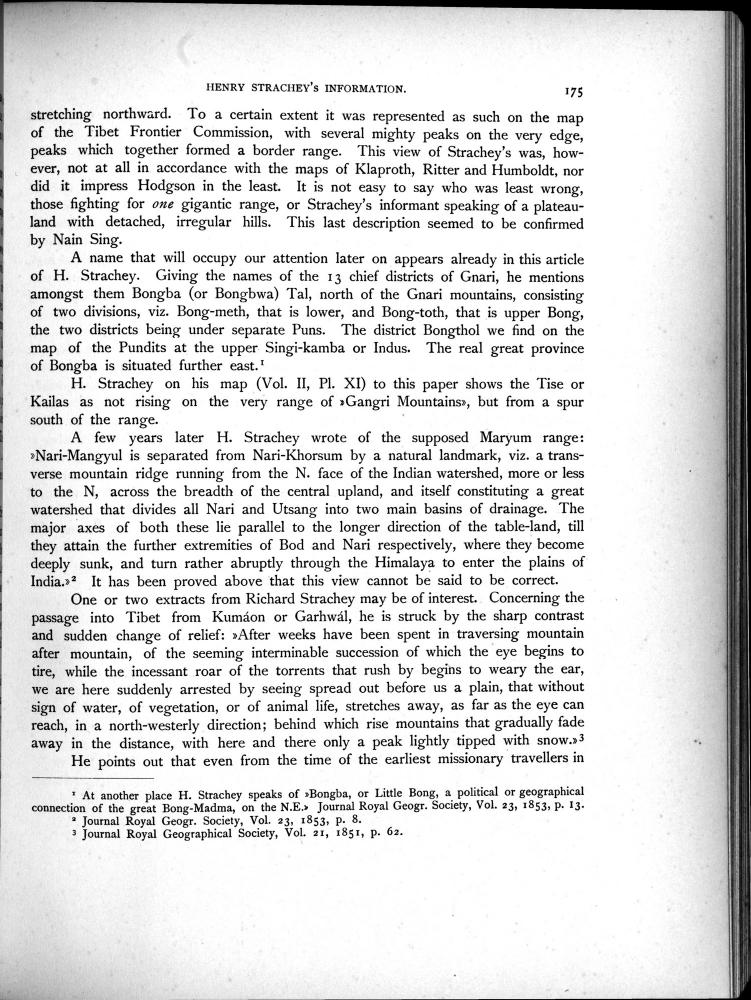 HENRY STRACHEY'S INFORMATION.
175
stretching northward. To a certain extent it was represented as such on the map
of the Tibet Frontier Commission, with several mighty peaks on the very edge,
peaks which together formed a border range. This view of Strachey's was, how-
ever, not at all in accordance with the maps of Klaproth, Ritter and Humboldt, nor
did it impress Hodgson in the least. It is not easy to say who was least wrong,
those fighting for one gigantic range, or Strachey's informant speaking of a plateau-
land with detached, irregular hills. This last description seemed to be confirmed
by Nain Sing.
A name that will occupy our attention later on appears already in this article
of H. Strachey. Giving the names of the 13 chief districts of Gnari, he mentions
amongst them Bongba (or Bongbwa) Tal, north of the Gnari mountains, consisting
of two divisions, viz. Bong-meth, that is lower, and Bong-toth, that is upper Bong,
the two districts being under separate Puns. The district Bongthol we find on the
map of the Pundits at the upper Singi-kamba or Indus. The real great province
of Bongba is situated further east.¹
H. Strachey on his map (Vol. II, Pl. XI) to this paper shows the Tise or
Kailas as not rising on the very range of »Gangri Mountains», but from a spur
south of the range.
A few years later H. Strachey wrote of the supposed Maryum range:
»Nari-Mangyul is separated from Nari-Khorsum by a natural landmark, viz. a trans-
verse mountain ridge running from the N. face of the Indian watershed, more or less
to the N, across the breadth of the central upland, and itself constituting a great
watershed that divides all Nari and Utsang into two main basins of drainage. The
major axes of both these lie parallel to the longer direction of the table-land, till
they attain the further extremities of Bod and Nari respectively, where they become
deeply sunk, and turn rather abruptly through the Himalaya to enter the plains of
India.»² It has been proved above that this view cannot be said to be correct.
One or two extracts from Richard Strachey may be of interest. Concerning the
passage into Tibet from Kumáon or Garhwál, he is struck by the sharp contrast
and sudden change of relief: »After weeks have been spent in traversing mountain
after mountain, of the seeming interminable succession of which the eye begins to
tire, while the incessant roar of the torrents that rush by begins to weary the ear,
we are here suddenly arrested by seeing spread out before us a plain, that without
sign of water, of vegetation, or of animal life, stretches away, as far as the eye can
reach, in a north-westerly direction; behind which rise mountains that gradually fade
away in the distance, with here and there only a peak lightly tipped with snow.»³
He points out that even from the time of the earliest missionary travellers in
¹ At another place H. Strachey speaks of »Bongba, or Little Bong, a political or geographical
connection of the great Bong-Madma, on the N.E.» Journal Royal Geogr. Society, Vol. 23, 1853, p. 13.
² Journal Royal Geogr. Society, Vol. 23, 1853, p. 8.
³ Journal Royal Geographical Society, Vol. 21, 1851, p. 62.